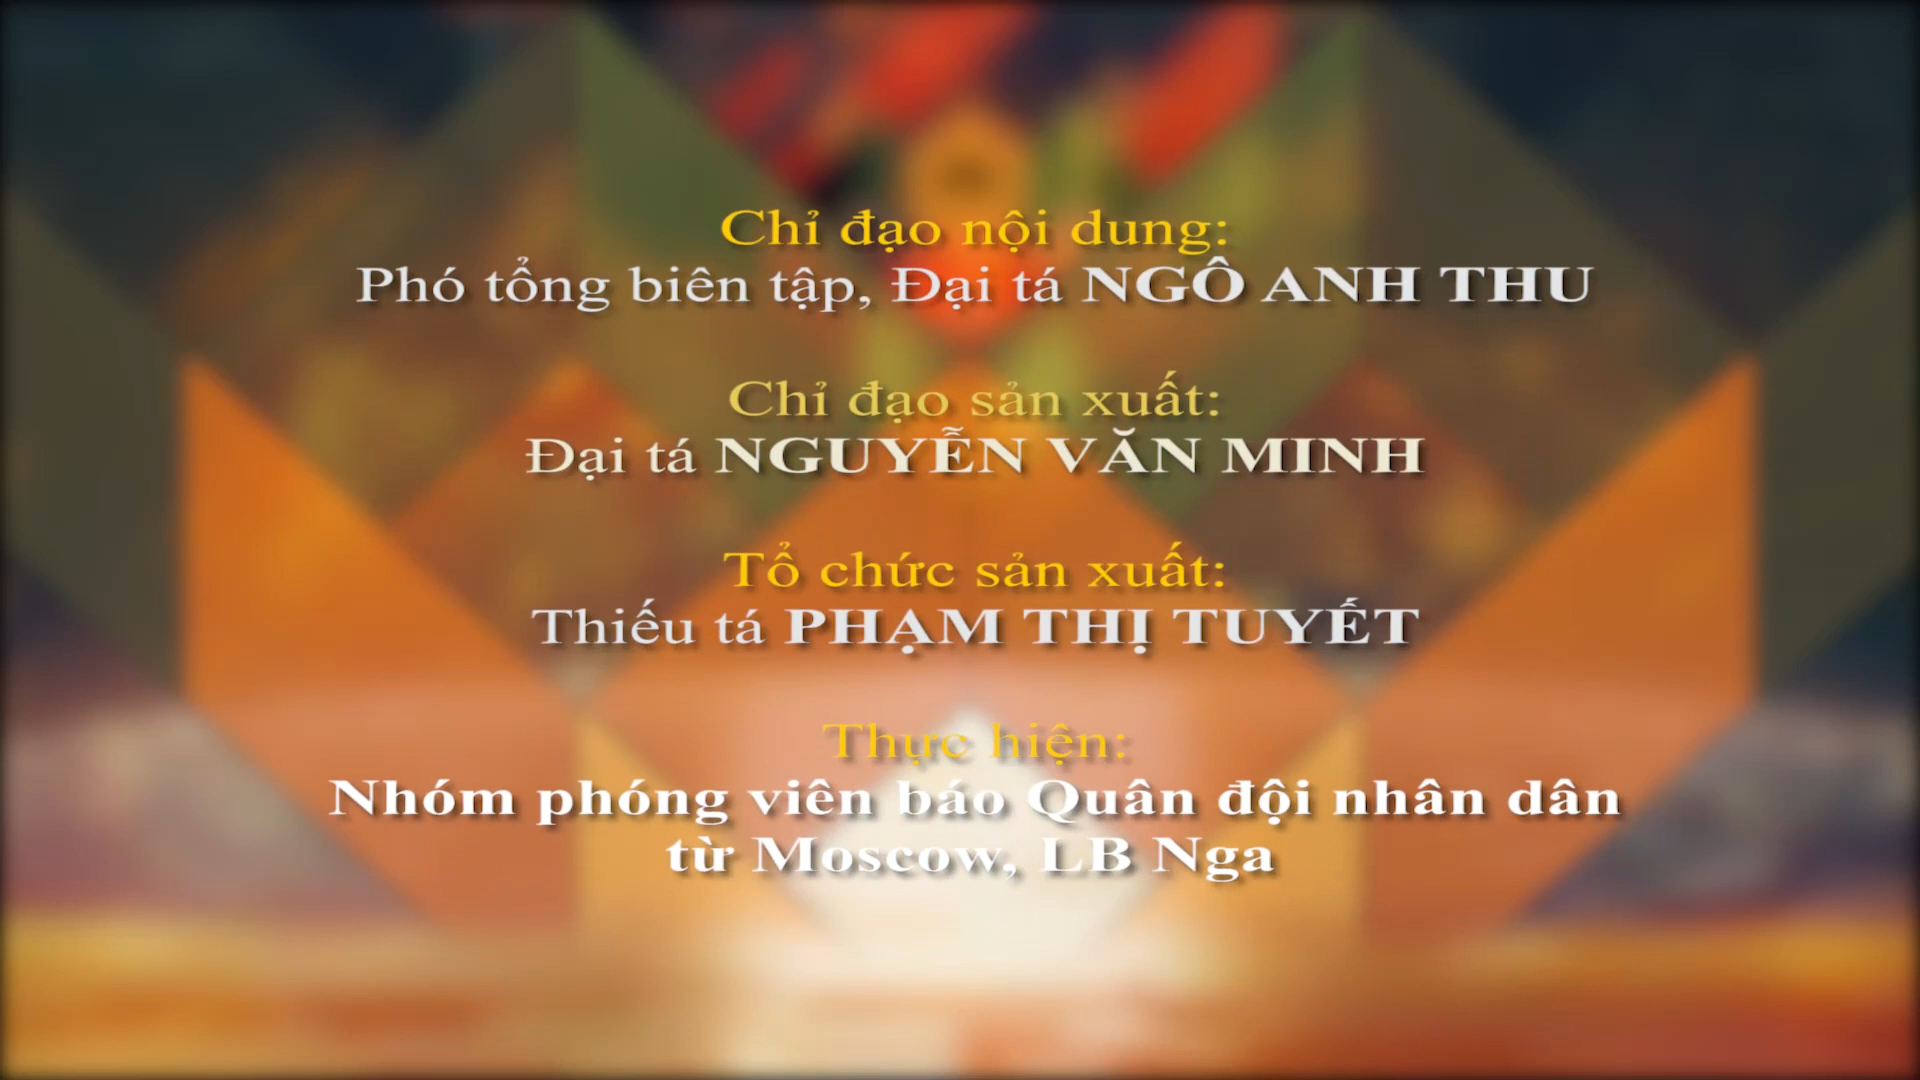 Chỉ đạo nội dung:
Phó tổng biên tập, Đại tá NGÔ ANH THU
Chỉ đạo sản xuất:
Đại tá NGUYỄN VĂN MINH
Tổ chức sản xuất:
Thiếu tá PHẠM THỊ TUYẾT
Thực hiện:
Nhóm phóng viên báo Quân đội nhân dân
từ Moscow, LB Nga